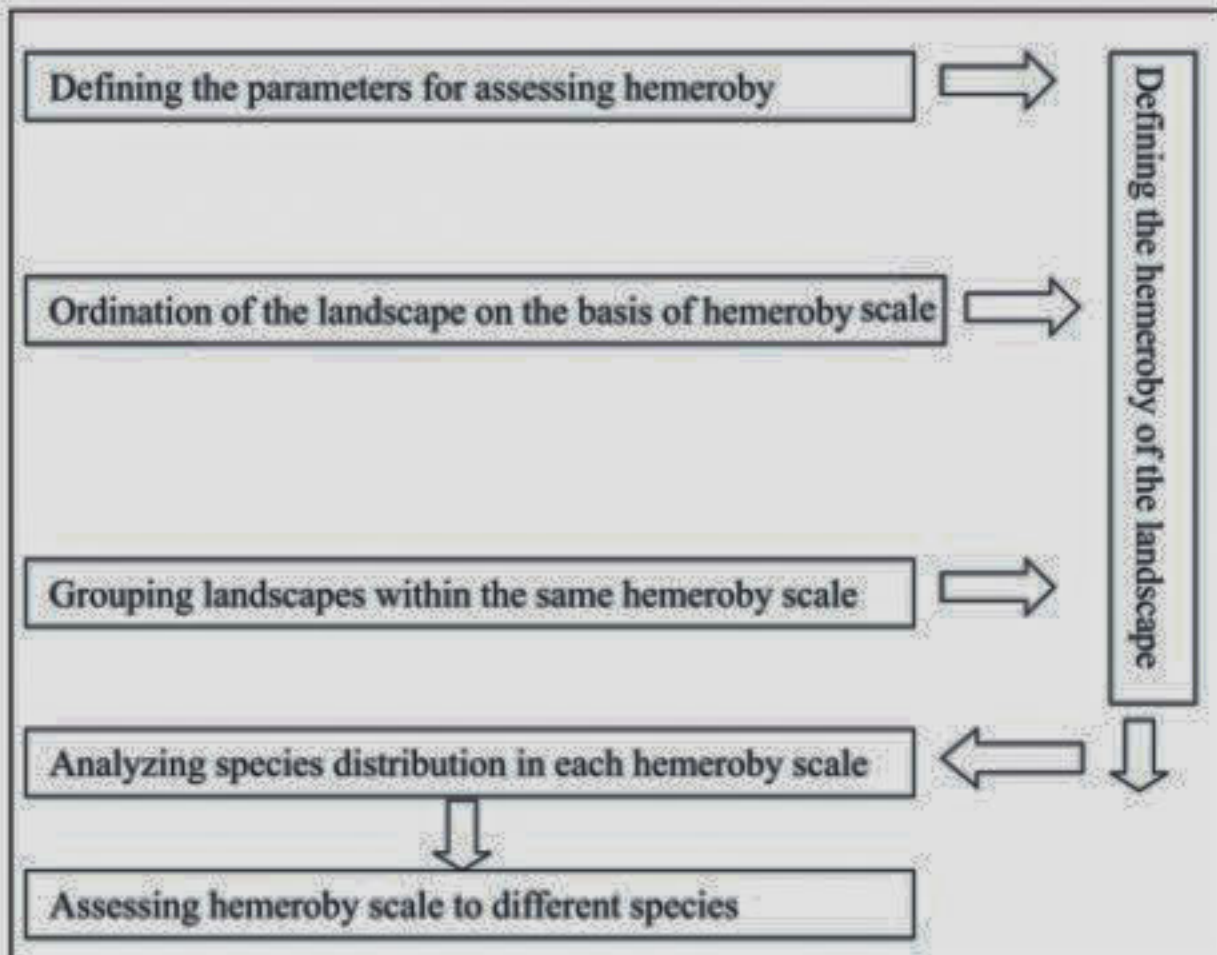 Defining the parameters for assessing hemeroby
Ordination of the landscape on the basis of hemeroby scale
Grouping landscapes within the same hemeroby scale
Defining the hemeroby of the landscape
Analyzing species distribution in each hemeroby scale
Assessing hemeroby scale to different species